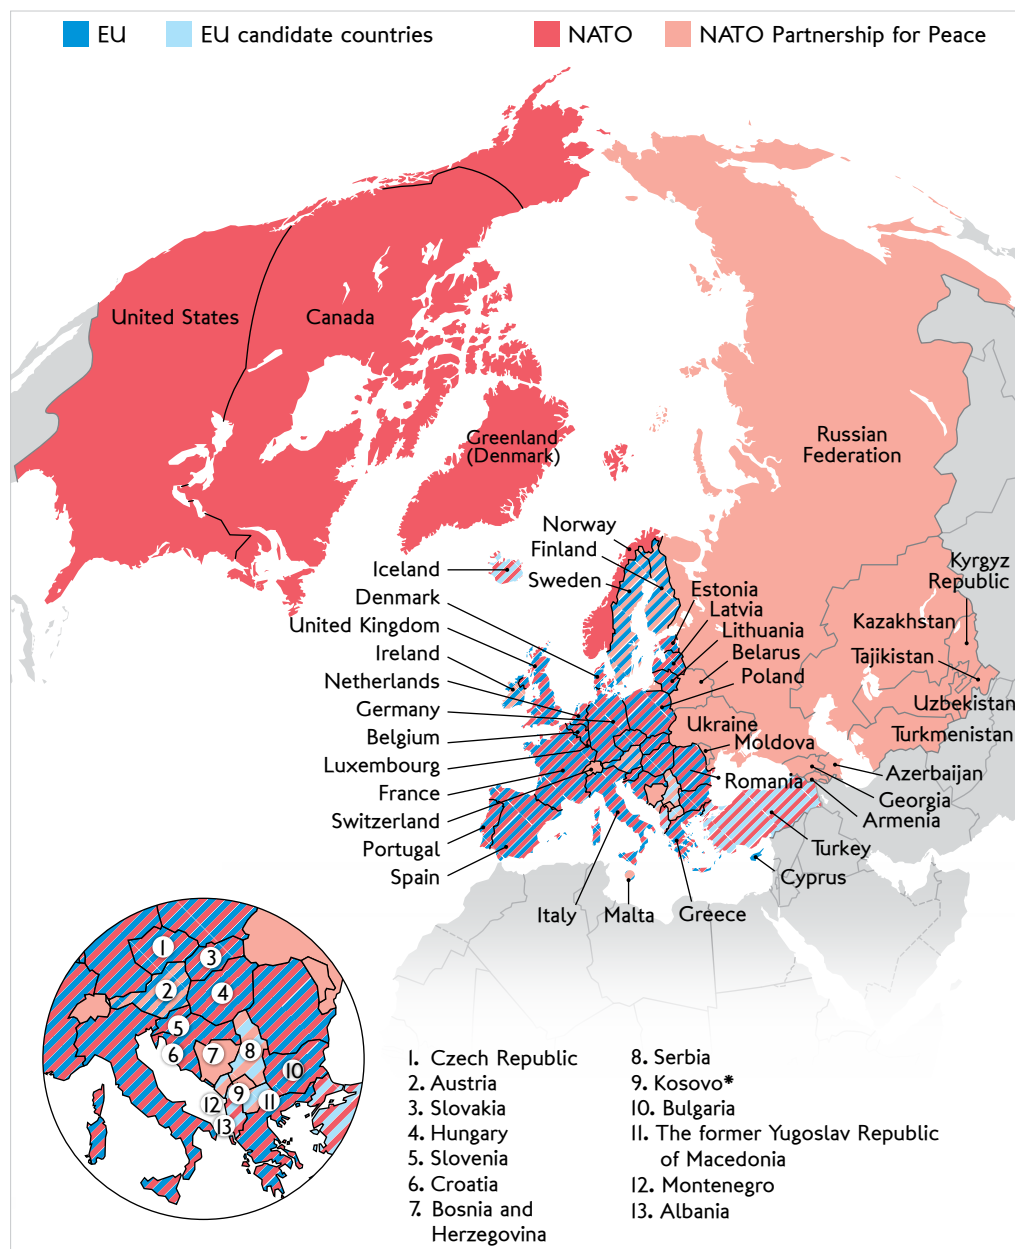 EU
EU candidate countries
NATO
NATO Partnership for Peace
United States
Canada
Greenland
(Denmark)
Russian
Federation
Norway
Finland
Sweden
Iceland
Denmark
United Kingdom
Ireland
Netherlands
Germany
Belgium
Luxembourg
France
Switzerland
Portugal
Spain
Estonia
Latvia
Lithuania
Belarus
Poland
Ukraine
Moldova
Romania
Kyrgyz
Republic
Kazakhstan
Tajikistan
Uzbekistan
Turkmenistan
Azerbaijan
Georgia
Armenia
Turkey
Cyprus
Italy
Malta
Greece
1
2
3
4
5
6
7
8
9
10
11
12
13
1. Czech Republic
2. Austria
3. Slovakia
4. Hungary
5. Slovenia
6. Croatia
7. Bosnia and
Herzegovina
8. Serbia
9. Kosovo*
10. Bulgaria
11. The former Yugoslav Republic
of Macedonia
12. Montenegro
13. Albania